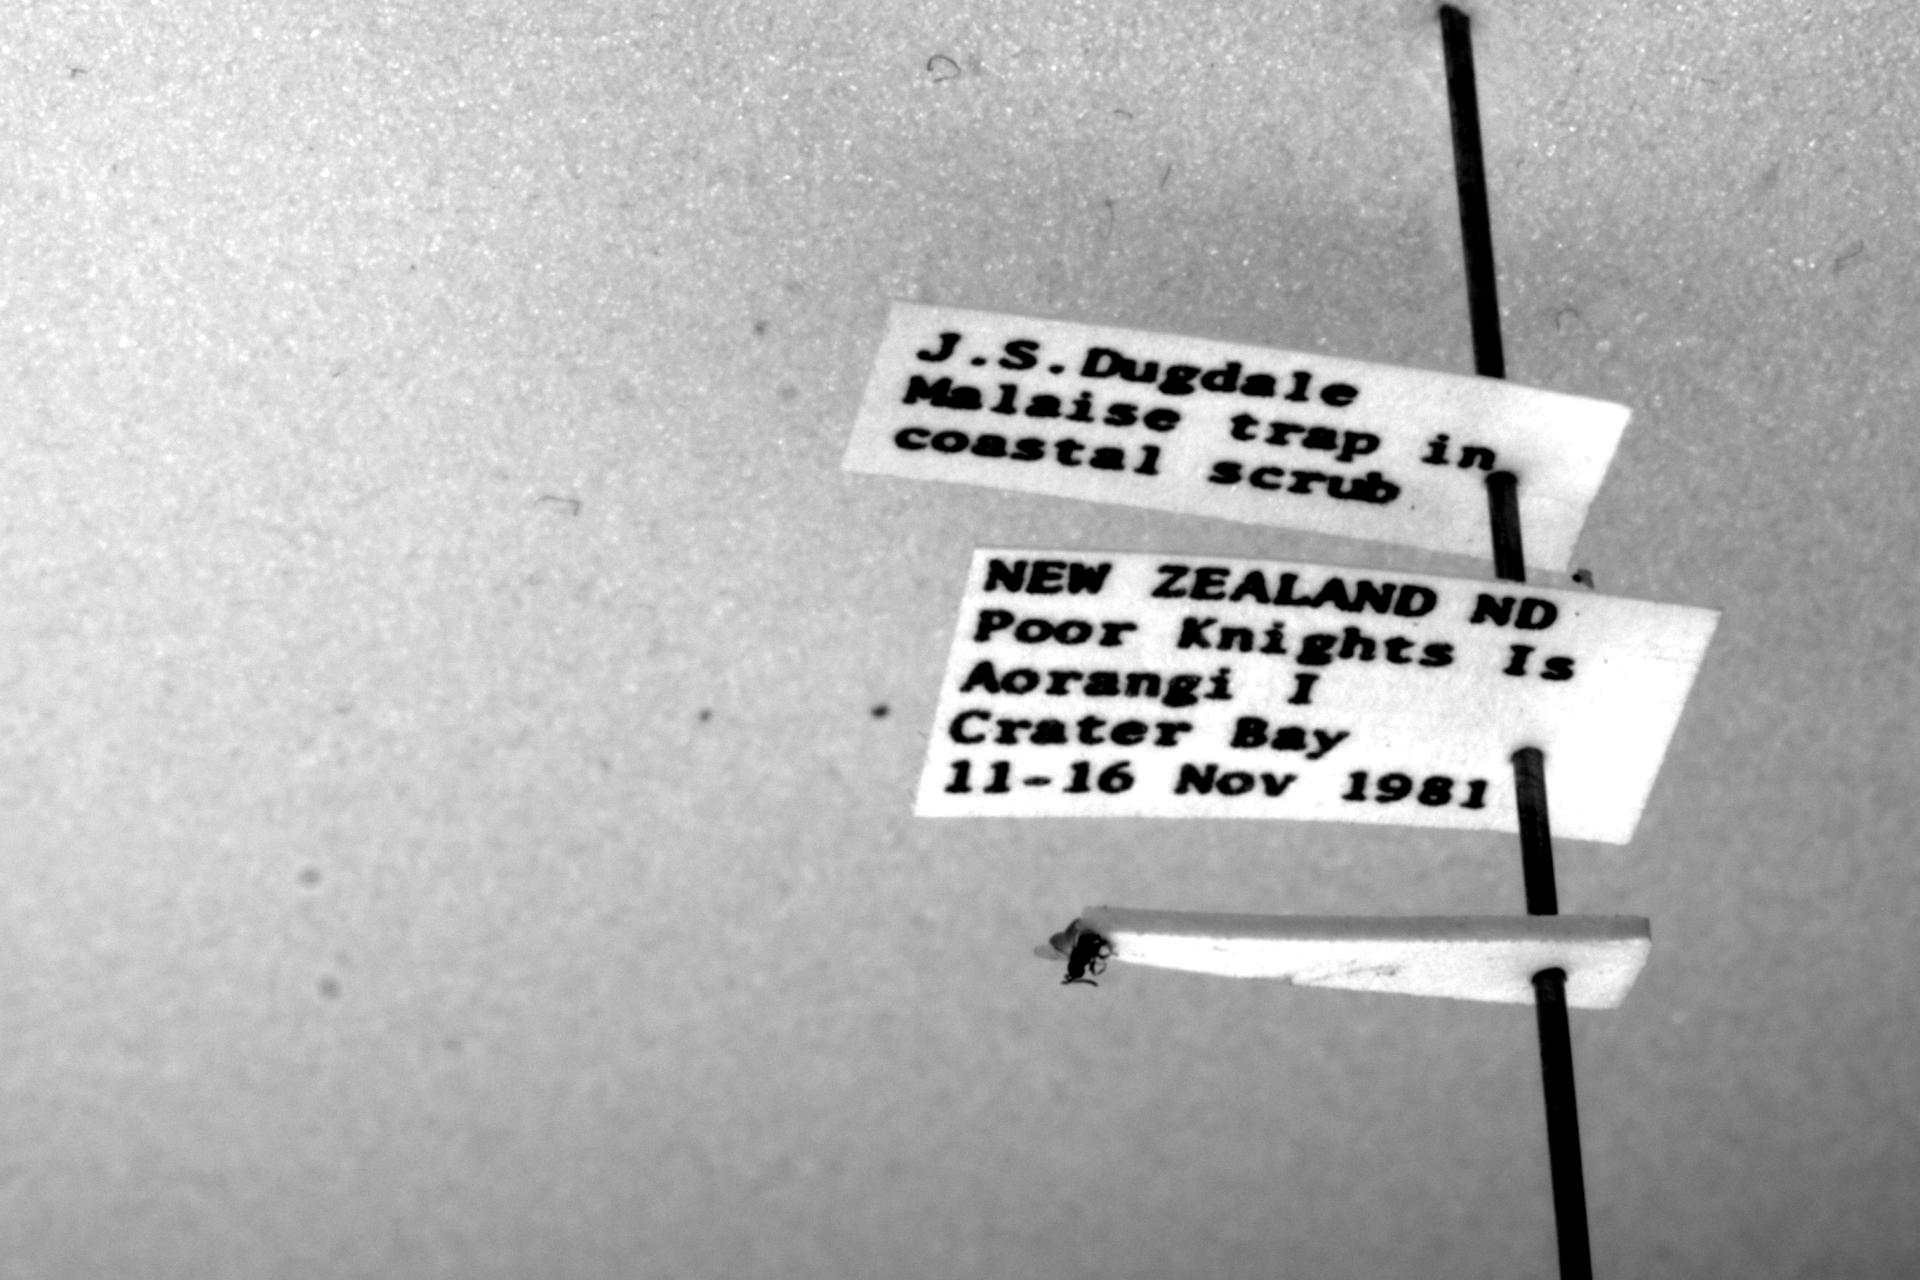 J.S.Dugdale
Malaise trap in
coastal scrub
NEW ZEALAND ND
Poor Knights Is
Aorangi I
Crater Bay
11-16 Nov 1981